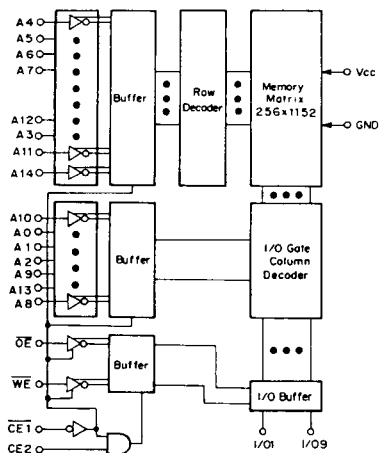 A4
A5
A6
A7
A12
A3
A11
A14
Buffer
Row
Decoder
Memory
Matrix
256x1152
Vcc
GND
A10
A0
A1
A2
A9
A13
A8
Buffer
I/O Gate
Column
Decoder
OE
WE
Buffer
I/O Buffer
CE1
CE2
I/O1
I/O9